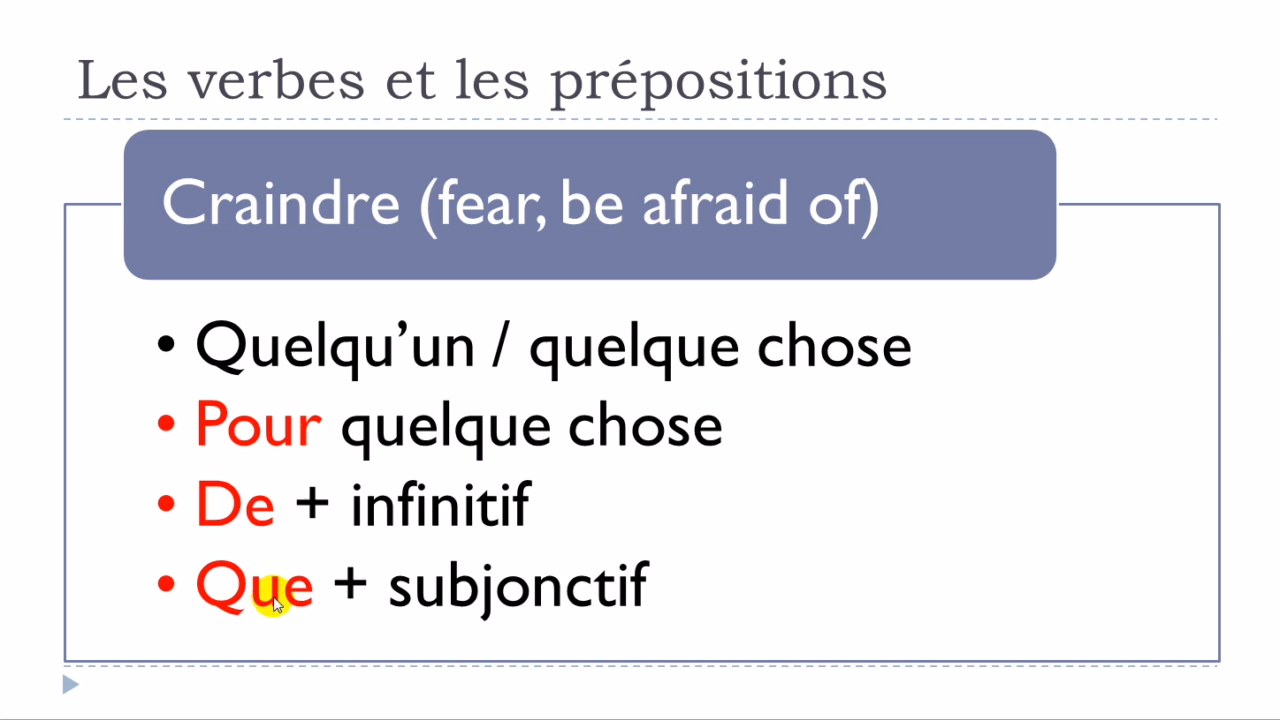 Les verbes et les prépositions
Craindre (fear, be afraid of)
• Quelqu’un / quelque chose
• Pour quelque chose
• De + infinitif
• Que + subjonctif